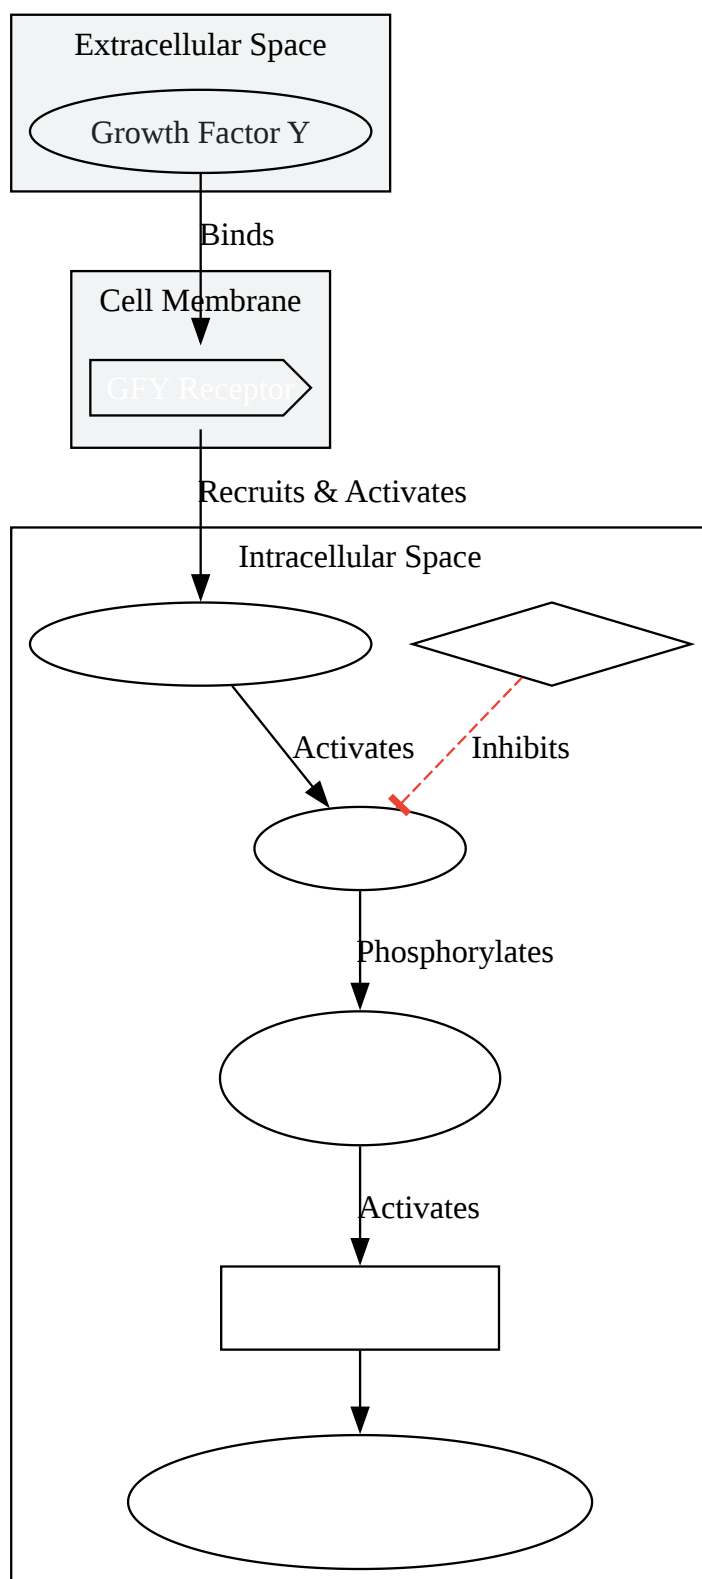 Extracellular Space
Growth Factor Y
Binds
Cell Membrane
GFY Receptor
Recruits & Activates
Intracellular Space
Activates
Inhibits
Phosphorylates
Activates